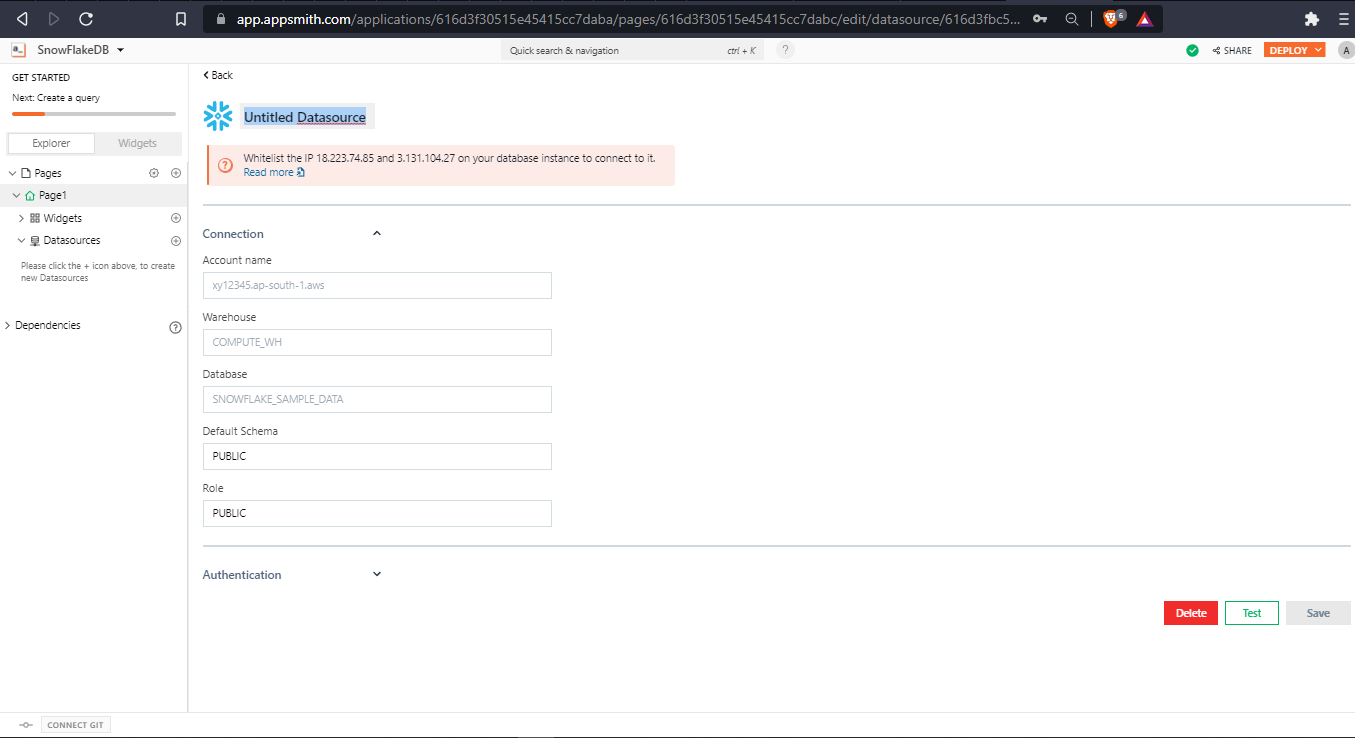 app.appsmith.com/applications/616d3f30515e45415cc7daba/pages/616d3f30515e45415cc7dabc/edit/datasource/616d3fbc5...
6
a_
SnowFlakeDB
Quick search & navigation
ctrl + K
?
SHARE
DEPLOY
A
GET STARTED
Next: Create a query
Explorer
Widgets
Pages
Page1
Widgets
Datasources
Please click the + icon above, to create
new Datasources
Dependencies
?
Back
Untitled Datasource
?
Whitelist the IP 18.223.74.85 and 3.131.104.27 on your database instance to connect to it.
Read more
Connection
Account name
xy12345.ap-south-1.aws
Warehouse
COMPUTE_WH
Database
SNOWFLAKE_SAMPLE_DATA
Default Schema
PUBLIC
Role
PUBLIC
Authentication
Delete
Test
Save
CONNECT GIT